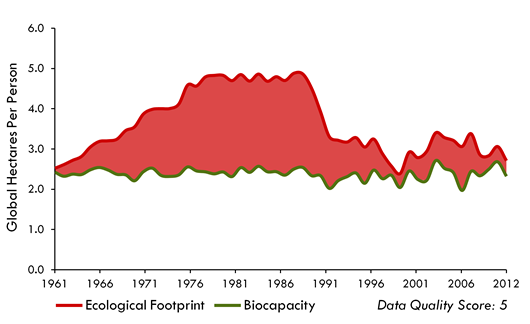 6.0
5.0
4.0
3.0
2.0
1.0
0.0
Global Hectares Per Person
1961 1966 1971 1976 1981 1986 1991 1996 2001 2006 2012
Ecological Footprint Biocapacity Data Quality Score: 5